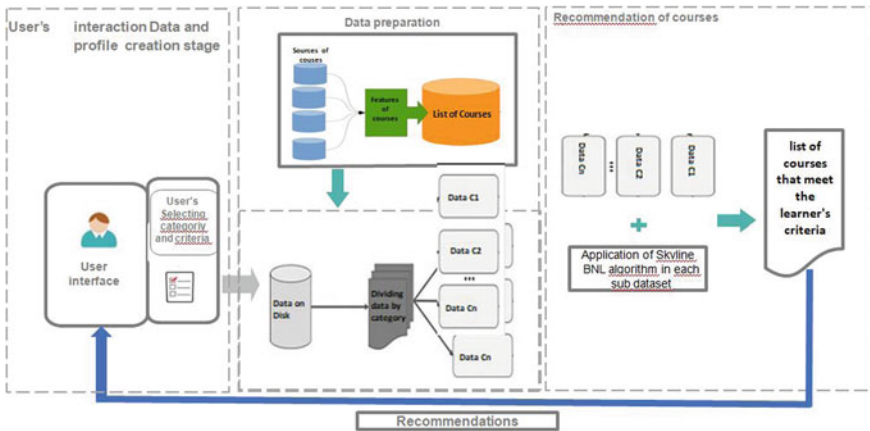 User's interaction Data and
profile creation stage
User
interface
User's
Selecting
categoriy
and criteria
Data preparation
Sources of
couses
Features
of
courses
List of Courses
Data on
Disk
Dividing
data by
category
Data C1
Data C2
...
Data Cn
Data Cn
Recommendation of courses
Data Cn
...
Data C2
Data C1
+
Application of Skyline
BNL algorithm in each
sub dataset
list of
courses
that meet
the
learner's
criteria
Recommendations